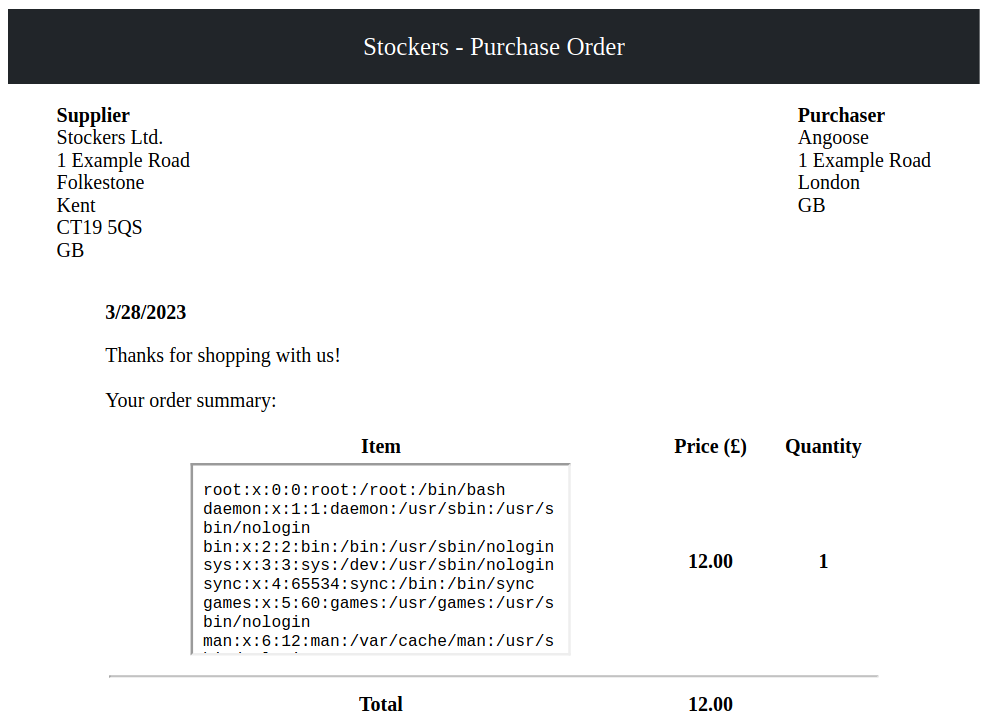 Stockers - Purchase Order
Supplier
Stockers Ltd.
1 Example Road
Folkestone
Kent
CT19 5QS
GB
Purchaser
Angoose
1 Example Road
London
GB
3/28/2023
Thanks for shopping with us!
Your order summary:
Item Price (£) Quantity
root:x:0:0:root:/root:/bin/bash
daemon:x:1:1:daemon:/usr/sbin:/usr/s
bin/nologin
bin:x:2:2:bin:/bin:/usr/sbin/nologin
sys:x:3:3:sys:/dev:/usr/sbin/nologin
sync:x:4:65534:sync:/bin:/bin/sync
games:x:5:60:games:/usr/games:/usr/s
bin/nologin
man:x:6:12:man:/var/cache/man:/usr/s
12.00 1
Total 12.00